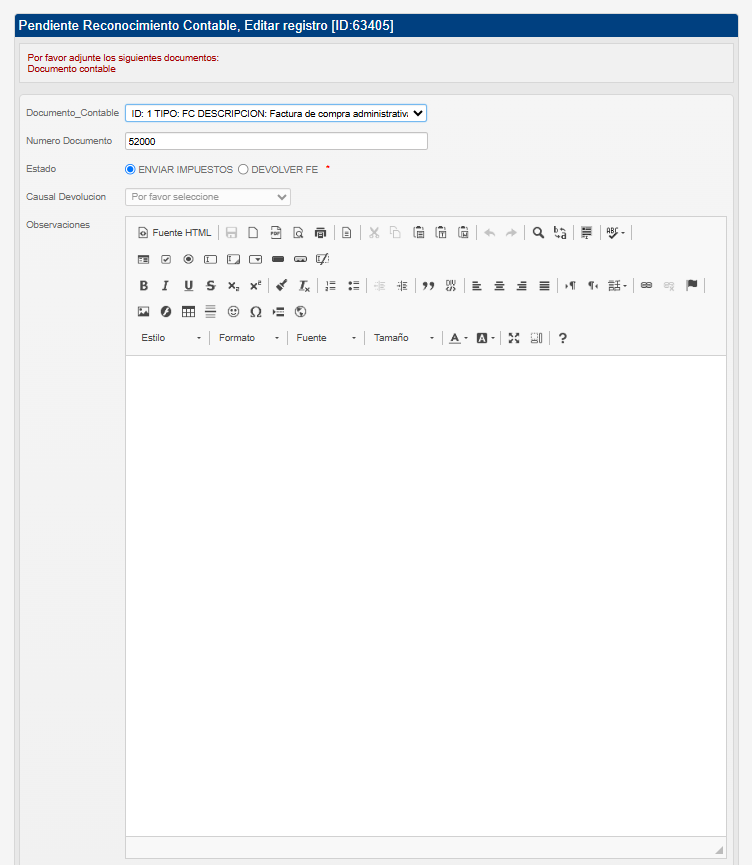 Pendiente Reconocimiento Contable, Editar registro [ID:63405]
Por favor adjunte los siguientes documentos:
Documento contable
Documento_Contable ID: 1 TIPO: FC DESCRIPCION: Factura de compra administrativa
Numero Documento 52000
Estado ENVIAR IMPUESTOS DEVOLVER FE *
Causal Devolucion Por favor seleccione
Observaciones
Fuente HTML
Estilo Formato Fuente Tamaño